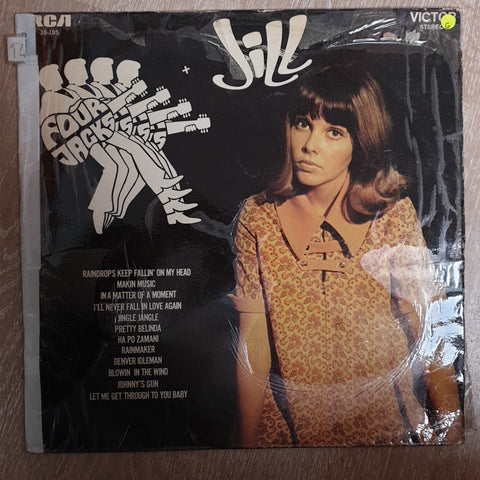 RCA
VICTOR
38-185
STEREO
+
Jill
FOUR
JACKS
RAINDROPS KEEP FALLIN' ON MY HEAD
MAKIN MUSIC
IN A MATTER OF A MOMENT
I'LL NEVER FALL IN LOVE AGAIN
JINGLE JANGLE
PRETTY BELINDA
HA PO ZAMANI
RAINMAKER
DENVER IDLEMAN
BLOWIN IN THE WIND
JOHNNY'S GUN
LET ME GET THROUGH TO YOU BABY